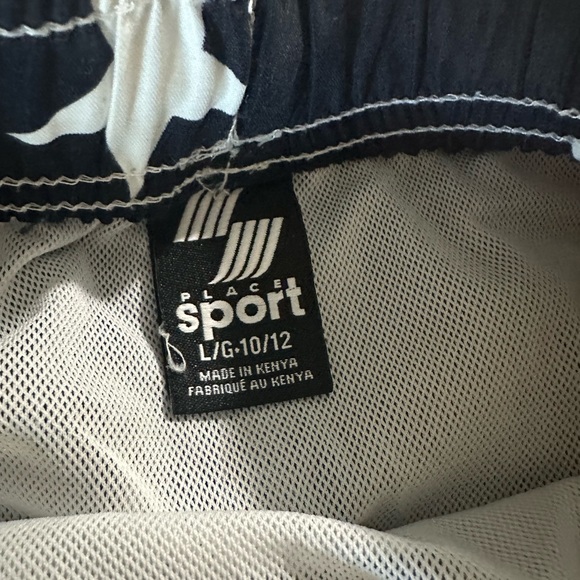 PLACE
sport
L/G•10/12
MADE IN KENYA
FABRIQUÉ AU KENYA